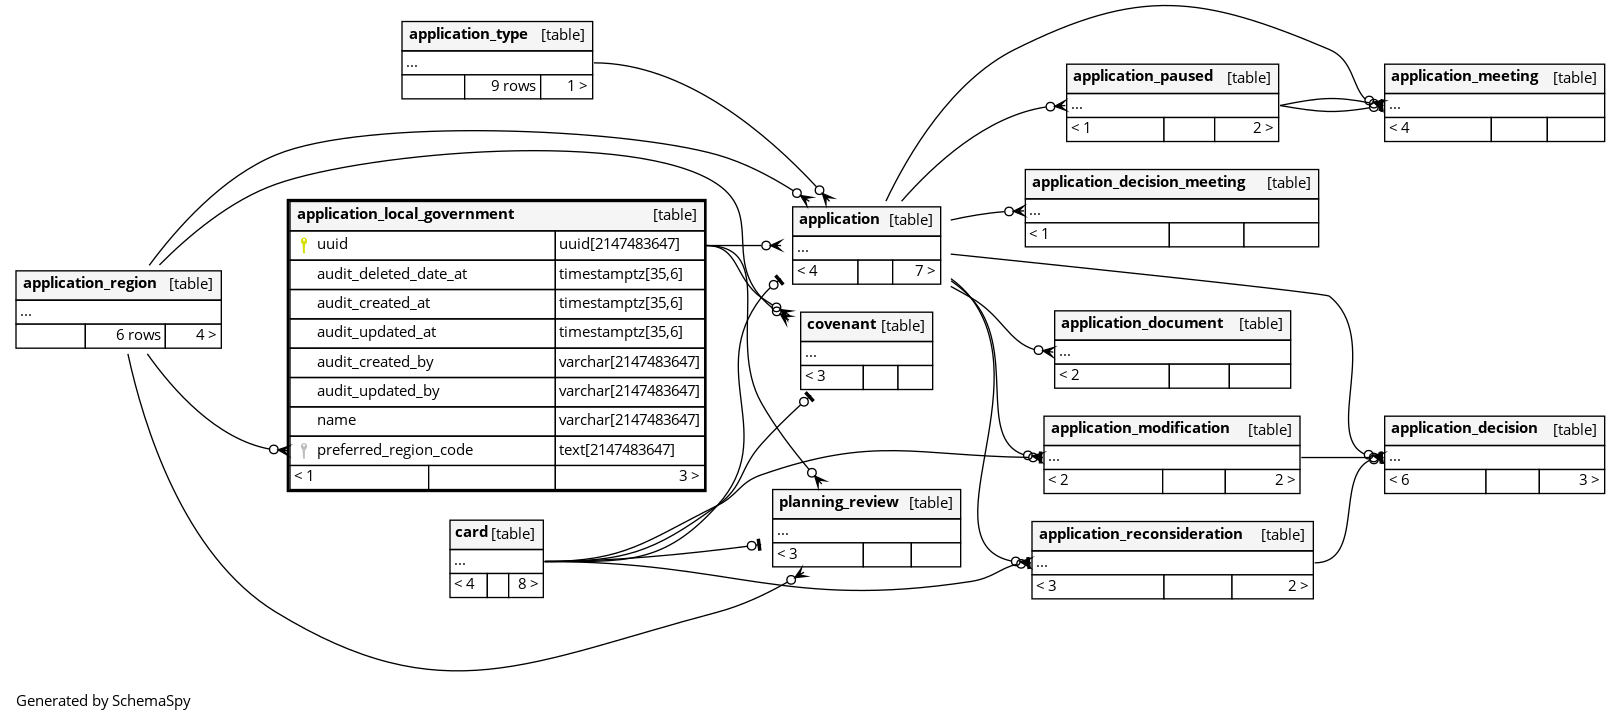 application_type [table]
...
9 rows 1 >
application_paused [table]
...
< 1 2 >
application_meeting [table]
...
< 4
application_decision_meeting [table]
...
< 1
application_local_government [table]
uuid uuid[2147483647]
audit_deleted_date_at timestamptz[35,6]
audit_created_at timestamptz[35,6]
audit_updated_at timestamptz[35,6]
audit_created_by varchar[2147483647]
audit_updated_by varchar[2147483647]
name varchar[2147483647]
preferred_region_code text[2147483647]
< 1 3 >
application [table]
...
< 4 7 >
application_region [table]
...
6 rows 4 >
covenant [table]
...
< 3
application_document [table]
...
< 2
application_modification [table]
...
< 2 2 >
application_decision [table]
...
< 6 3 >
planning_review [table]
...
< 3
card [table]
...
< 4 8 >
application_reconsideration [table]
...
< 3 2 >
Generated by SchemaSpy